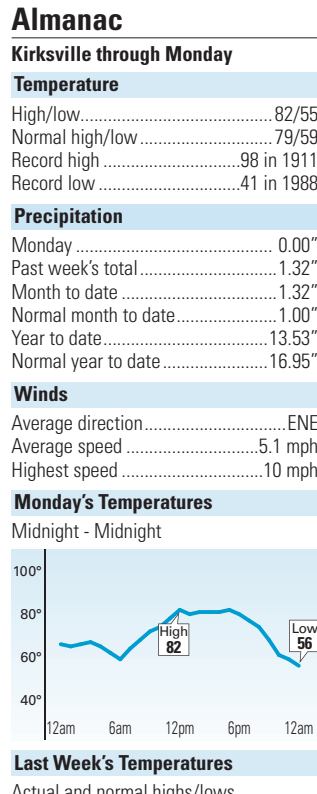 Almanac
Kirksville through Monday
Temperature
High/low........................................82/55
Normal high/low...........................79/59
Record high ............................98 in 1911
Record low .............................41 in 1988
Precipitation
Monday ......................................... 0.00”
Past week’s total............................1.32”
Month to date ................................1.32”
Normal month to date.....................1.00”
Year to date..................................13.53”
Normal year to date......................16.95”
Winds
Average direction.............................ENE
Average speed ...........................5.1 mph
Highest speed .............................10 mph
Monday’s Temperatures
Midnight - Midnight
100°
80°
60°
40°
High
82
Low
56
12am 6am 12pm 6pm 12am
Last Week’s Temperatures
Actual and normal highs/lows